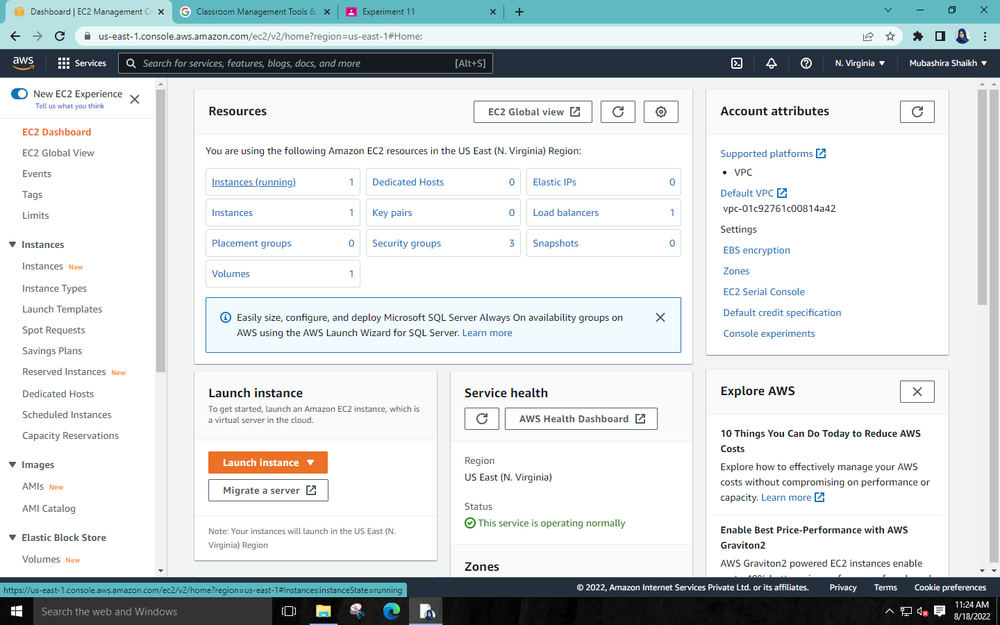 Dashboard | EC2 Management Co
Classroom Management Tools &
Experiment 11
us-east-1.console.aws.amazon.com/ec2/v2/home?region=us-east-1#Home:
aws
Services
Search for services, features, blogs, docs, and more
[Alt+S]
N. Virginia
Mubashira Shaikh
New EC2 Experience
Tell us what you think
EC2 Dashboard
EC2 Global View
Events
Tags
Limits
Instances
Instances New
Instance Types
Launch Templates
Spot Requests
Savings Plans
Reserved Instances New
Dedicated Hosts
Scheduled Instances
Capacity Reservations
Images
AMIs New
AMI Catalog
Elastic Block Store
Volumes New
Resources
EC2 Global view
You are using the following Amazon EC2 resources in the US East (N. Virginia) Region:
Instances (running) 1
Dedicated Hosts 0
Elastic IPs 0
Instances 1
Key pairs 0
Load balancers 1
Placement groups 0
Security groups 3
Snapshots 0
Volumes 1
Easily size, configure, and deploy Microsoft SQL Server Always On availability groups on
AWS using the AWS Launch Wizard for SQL Server. Learn more
Launch instance
To get started, launch an Amazon EC2 instance, which is
a virtual server in the cloud.
Launch instance
Migrate a server
Note: Your instances will launch in the US East (N.
Virginia) Region
Service health
AWS Health Dashboard
Region
US East (N. Virginia)
Status
This service is operating normally
Zones
Account attributes
Supported platforms
• VPC
Default VPC
vpc-01c92761c00814a42
Settings
EBS encryption
Zones
EC2 Serial Console
Default credit specification
Console experiments
Explore AWS
10 Things You Can Do Today to Reduce AWS
Costs
Explore how to effectively manage your AWS
costs without compromising on performance or
capacity. Learn more
Enable Best Price-Performance with AWS
Graviton2
AWS Graviton2 powered EC2 instances enable
https://us-east-1.console.aws.amazon.com/ec2/v2/home?region=us-east-1#Instances:instanceState=running
© 2022, Amazon Internet Services Private Ltd. or its affiliates.
Privacy
Terms
Cookie preferences
Search the web and Windows
11:24 AM
8/18/2022